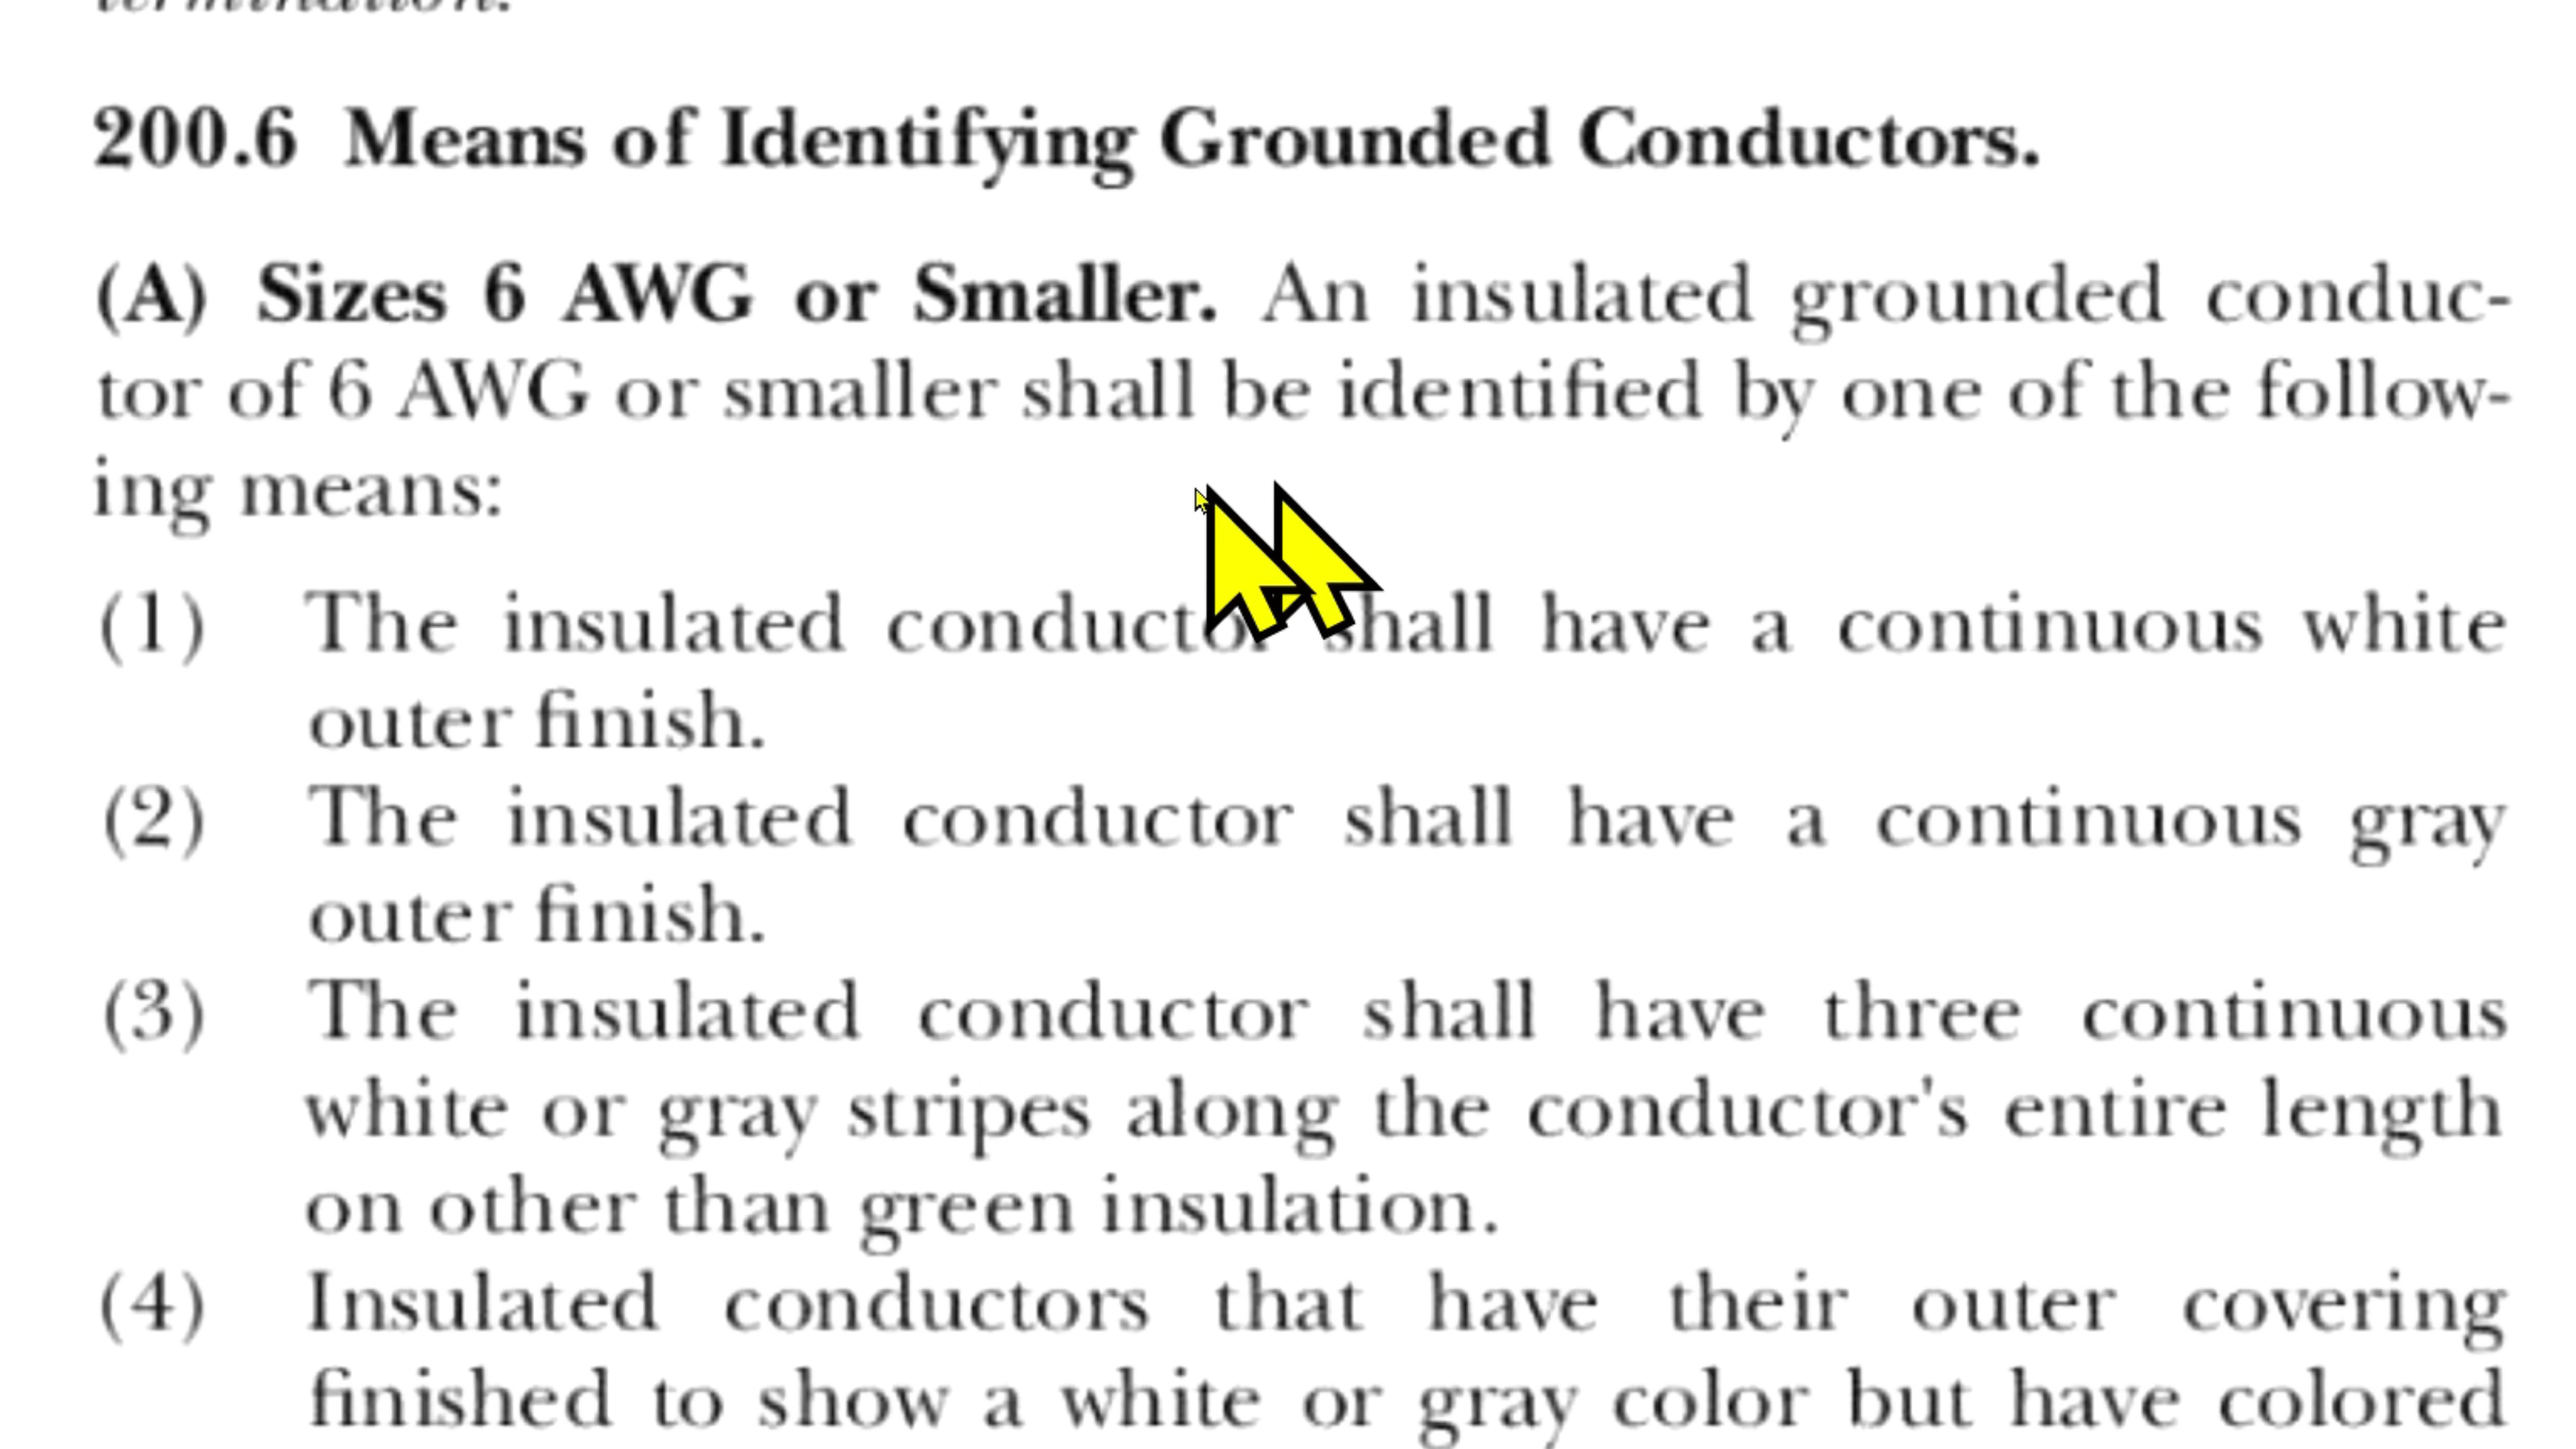 termination.
200.6 Means of Identifying Grounded Conductors.
(A) Sizes 6 AWG or Smaller. An insulated grounded conduc-
tor of 6 AWG or smaller shall be identified by one of the follow-
ing means:
(1) The insulated conductor shall have a continuous white
outer finish.
(2) The insulated conductor shall have a continuous gray
outer finish.
(3) The insulated conductor shall have three continuous
white or gray stripes along the conductor's entire length
on other than green insulation.
(4) Insulated conductors that have their outer covering
finished to show a white or gray color but have colored